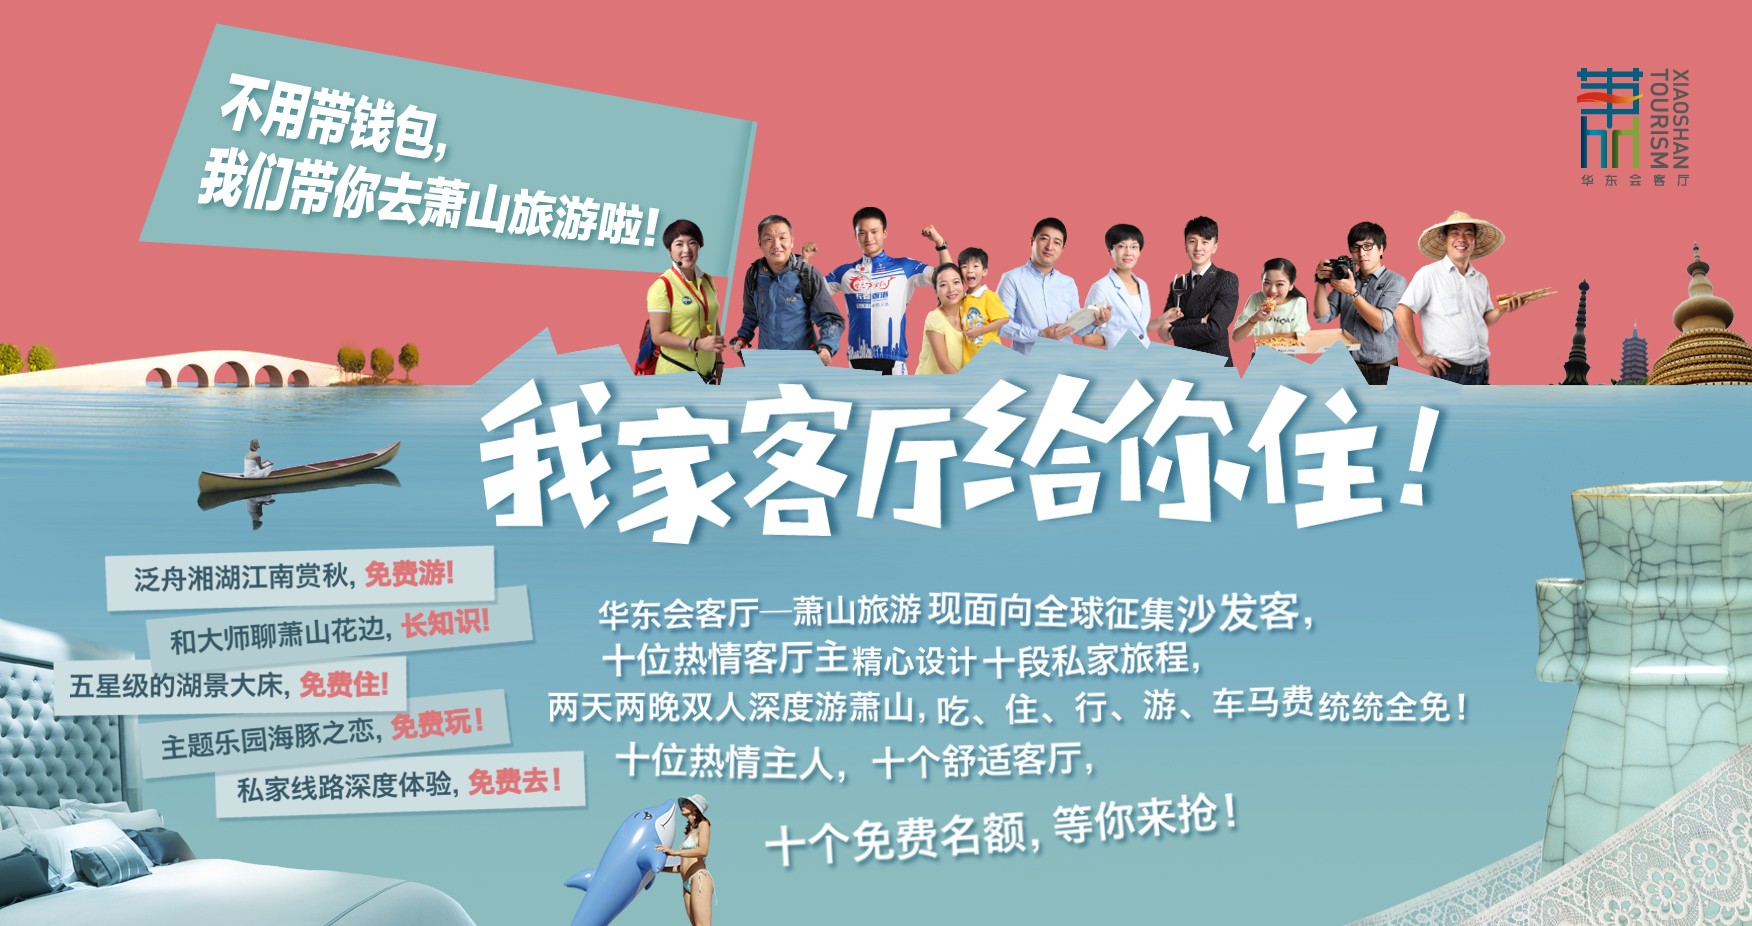 不用带钱包,
我们带你去萧山旅游啦!
XIAOSHAN
TOURISM
华东会客厅
我家客厅给你住!
泛舟湘湖江南赏秋, 免费游!
和大师聊萧山花边, 长知识!
五星级的湖景大床, 免费住!
主题乐园海豚之恋, 免费玩!
私家线路深度体验, 免费去!
华东会客厅—萧山旅游 现面向全球征集沙发客,
十位热情客厅主精心设计十段私家旅程,
两天两晚双人深度游萧山, 吃、住、行、游、车马费统统全免!
十位热情主人, 十个舒适客厅,
十个免费名额, 等你来抢!